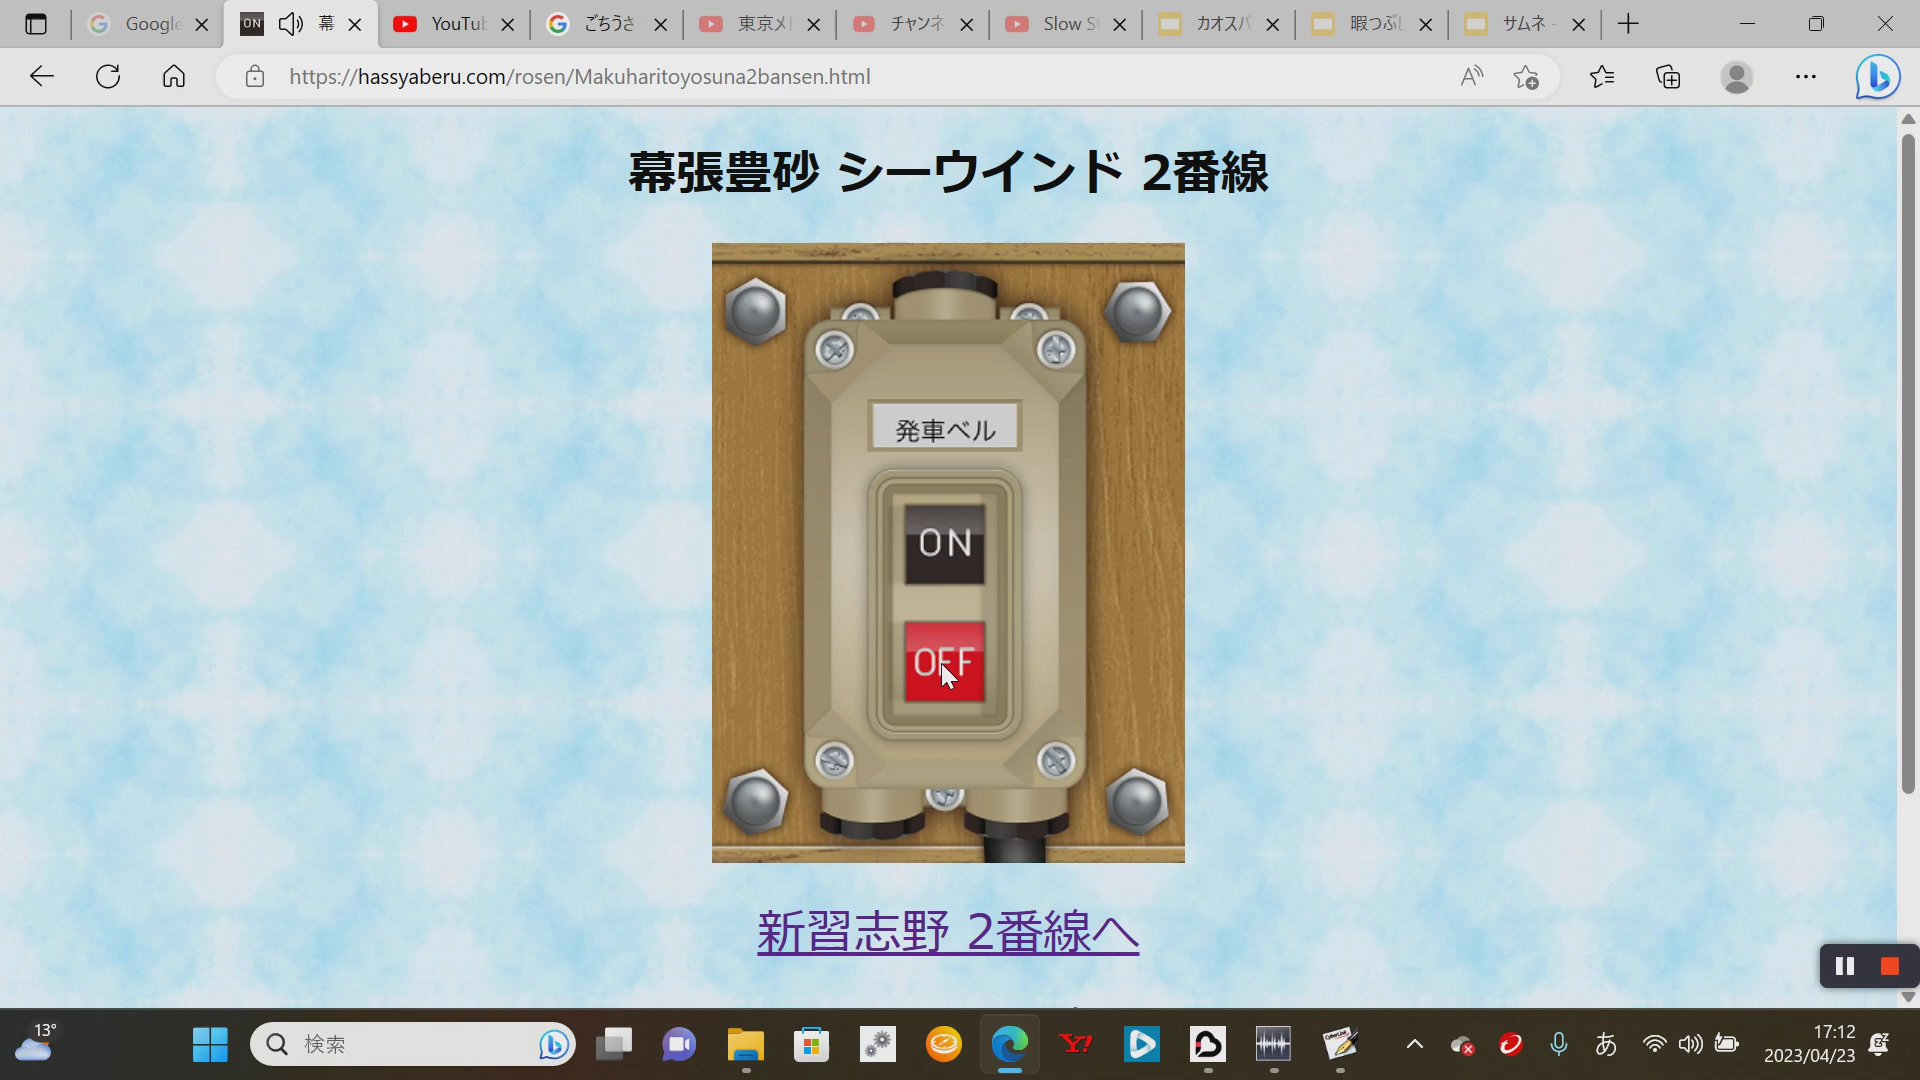 Google
ON
幕
YouTub
ごちうさ
東京メ
チャンネ
Slow S
カオスバ
暇つぶし
サムネ -
https://hassyaberu.com/rosen/Makuharitoyosuna2bansen.html
幕張豊砂 シーウインド 2番線
発車ベル
ON
OFF
新習志野 2番線へ
13°
検索
あ
17:12
2023/04/23